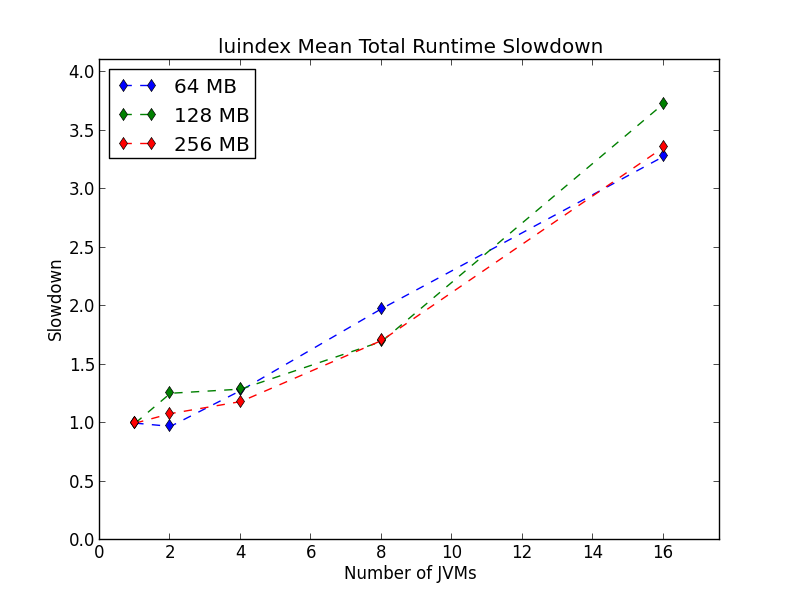 luindex Mean Total Runtime Slowdown
64 MB
128 MB
256 MB
Slowdown
4.0
3.5
3.0
2.5
2.0
1.5
1.0
0.5
0.0
0 2 4 6 8 10 12 14 16
Number of JVMs